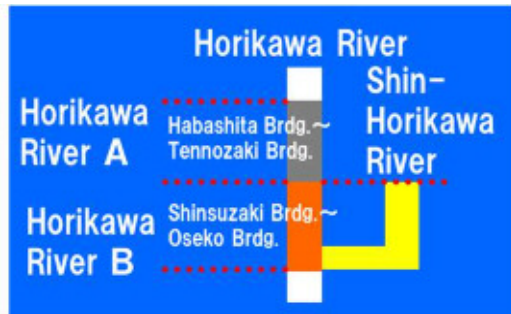 Horikawa River
Shin-
Horikawa
River
Horikawa
River A
Habashita Brdg.~
Tennozaki Brdg.
Horikawa
River B
Shinsuzaki Brdg.~
Oseko Brdg.